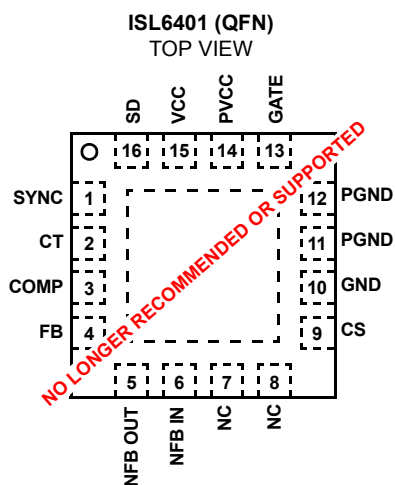 ISL6401 (QFN)
TOP VIEW
SD VCC PVCC GATE
16 15 14 13
SYNC 1 12 PGND
CT 2 11 PGND
COMP 3 10 GND
FB 4 9 CS
5 6 7 8
NFB OUT NFB IN NC NC
NO LONGER RECOMMENDED OR SUPPORTED